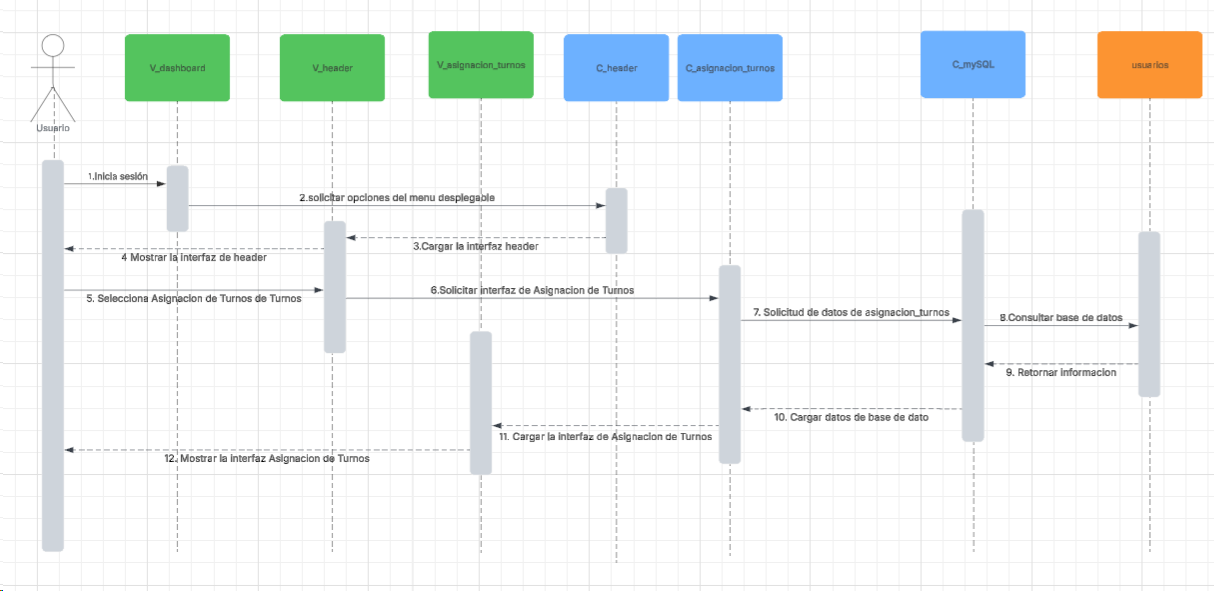 V_dashboard
V_header
V_asignacion_turnos
C_header
C_asignacion_turnos
C_mySQL
usuarios
Usuario
1.Inicia sesión
2.solicitar opciones del menu desplegable
3.Cargar la interfaz header
4 Mostrar la interfaz de header
5. Selecciona Asignacion de Turnos de Turnos
6.Solicitar interfaz de Asignacion de Turnos
7. Solicitud de datos de asignacion_turnos
8.Consultar base de datos
9. Retornar informacion
10. Cargar datos de base de dato
11. Cargar la interfaz de Asignacion de Turnos
12. Mostrar la interfaz Asignacion de Turnos